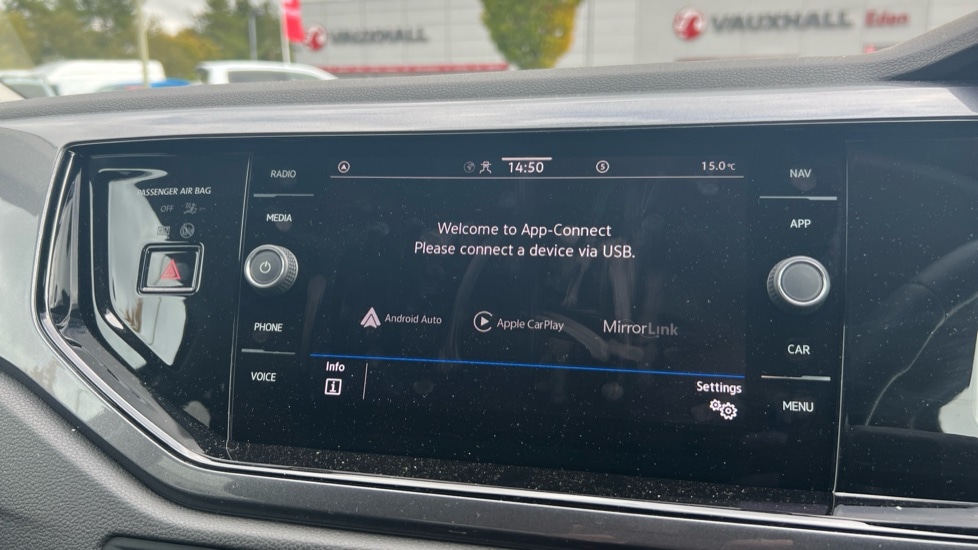 VAUXHALL
VAUXHALL Eden
PASSENGER AIR BAG
OFF
RADIO
MEDIA
PHONE
VOICE
14:50
15.0°C
Welcome to App-Connect
Please connect a device via USB.
Android Auto
Apple CarPlay
MirrorLink
Info
Settings
NAV
APP
CAR
MENU